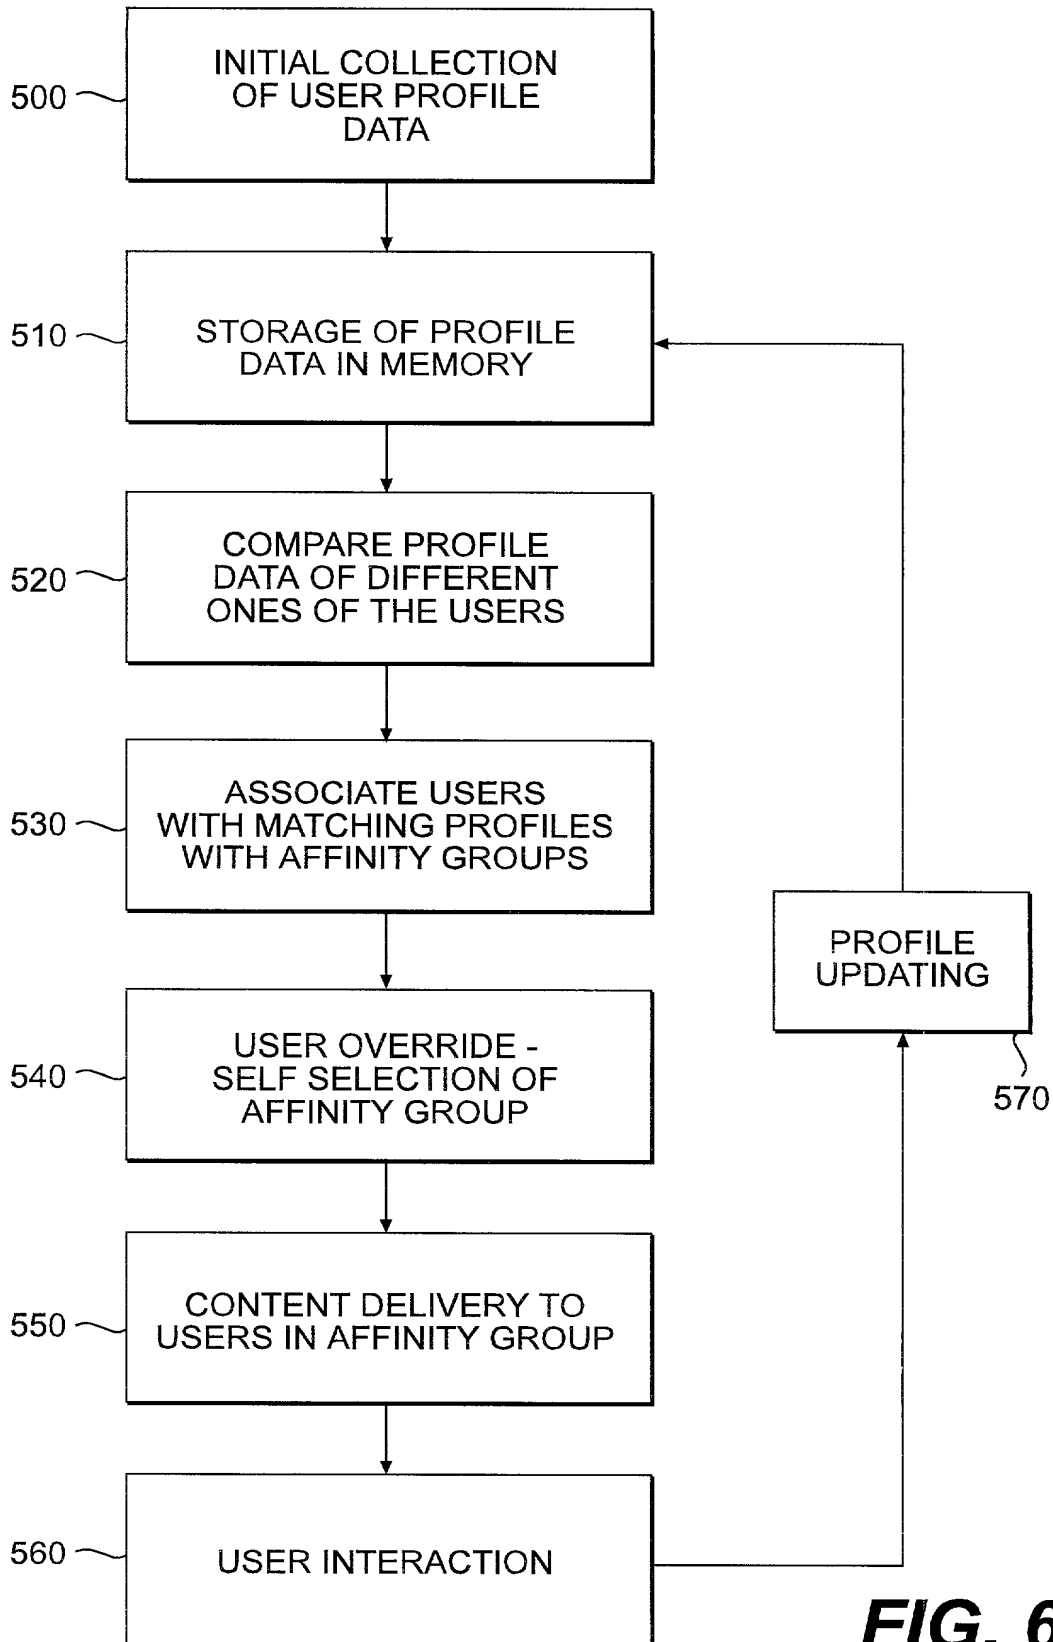 500
INITIAL COLLECTION
OF USER PROFILE
DATA
510
STORAGE OF PROFILE
DATA IN MEMORY
520
COMPARE PROFILE
DATA OF DIFFERENT
ONES OF THE USERS
530
ASSOCIATE USERS
WITH MATCHING PROFILES
WITH AFFINITY GROUPS
PROFILE
UPDATING
570
540
USER OVERRIDE -
SELF SELECTION OF
AFFINITY GROUP
550
CONTENT DELIVERY TO
USERS IN AFFINITY GROUP
560
USER INTERACTION
FIG. 6